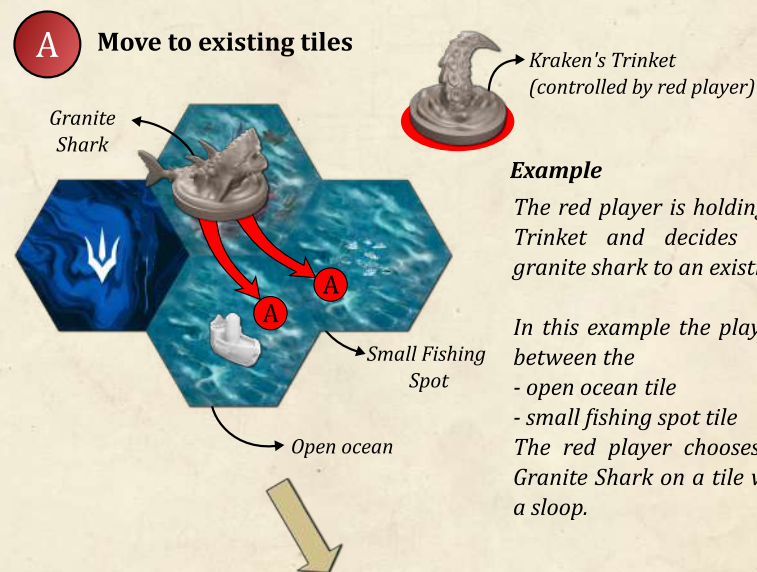 A
Move to existing tiles
Kraken's Trinket
(controlled by red player)
Granite
Shark
Example
The red player is holding
Trinket and decides
granite shark to an existi
A
A
In this example the play
between the
- open ocean tile
- small fishing spot tile
The red player chooses
Granite Shark on a tile
a sloop.
Small Fishing
Spot
Open ocean